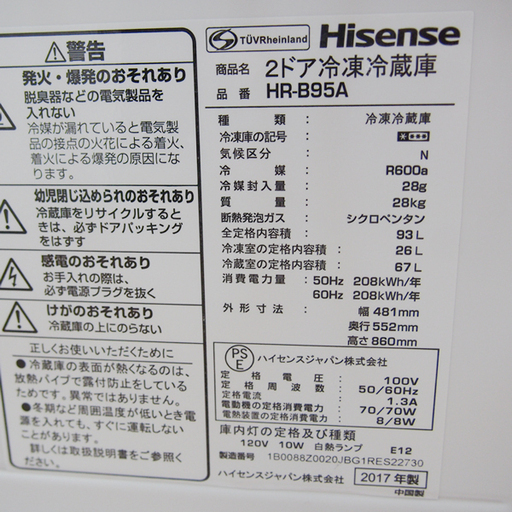 警告
発火・爆発のおそれあり
脱臭器などの電気製品を
入れない
冷媒が漏れていると電気製
品の接点の火花による着火、
着火による爆発の原因にな
ります。
幼児閉じ込められのおそれあり
冷蔵庫をリサイクルすると
きは、必ずドアパッキング
をはずす
感電のおそれあり
お手入れの際は、
必ず電源プラグを抜く
けがのおそれあり
冷蔵庫の上にのらない
正しくお使いいただくために
●冷蔵庫の表面が熱くなるのは、
放熱パイプで露付防止をしている
ためです。異常ではありません。
●冬期など周囲温度が低いとき電
源を入れても、すぐに運転しない
ことがあります。
詳しくは取扱説明書をご参照くだ
さい。
TÜVRheinland
Hisense
商品名 2ドア冷凍冷蔵庫
品番 HR-B95A
種類 : 冷凍冷蔵庫
冷凍庫の記号 :
気候区分 : N
冷媒 : R600a
冷媒封入量 : 28g
質量 : 28kg
断熱発泡ガス : シクロペンタン
全定格内容積 : 93L
冷凍室の定格内容積 : 26L
冷蔵室の定格内容積 : 67L
消費電力量 : 50Hz 208kWh/年
60Hz 208kWh/年
外形寸法 : 幅481mm
奥行552mm
高さ860mm
PS
E
ハイセンスジャパン株式会社
定格電圧 : 100V
定格周波数 : 50/60Hz
定格電流 : 1.3A
電動機の定格消費電力 : 70/70W
電熱装置の定格消費電力 : 8/8W
庫内灯の定格及び種類
120V 10W 白熱ランプ E12
製造番号: 1B0088Z0020JBG1RES22730
ハイセンスジャパン株式会社
2017年製
中国製